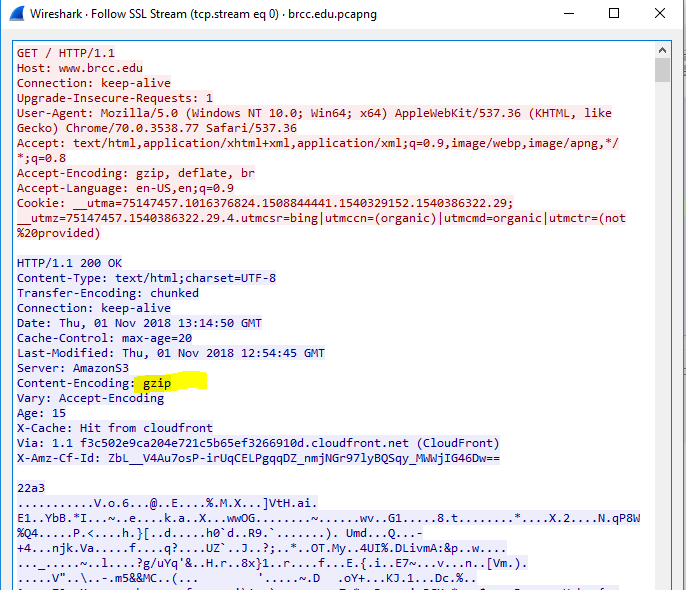 Wireshark · Follow SSL Stream (tcp.stream eq 0) · brcc.edu.pcapng
GET / HTTP/1.1
Host: www.brcc.edu
Connection: keep-alive
Upgrade-Insecure-Requests: 1
User-Agent: Mozilla/5.0 (Windows NT 10.0; Win64; x64) AppleWebKit/537.36 (KHTML, like
Gecko) Chrome/70.0.3538.77 Safari/537.36
Accept: text/html,application/xhtml+xml,application/xml;q=0.9,image/webp,image/apng,*/
*;q=0.8
Accept-Encoding: gzip, deflate, br
Accept-Language: en-US,en;q=0.9
Cookie: __utma=75147457.1016376824.1508844441.1540329152.1540386322.29;
__utmz=75147457.1540386322.29.4.utmcsr=bing|utmccn=(organic)|utmcmd=organic|utmctr=(not
%20provided)
HTTP/1.1 200 OK
Content-Type: text/html;charset=UTF-8
Transfer-Encoding: chunked
Connection: keep-alive
Date: Thu, 01 Nov 2018 13:14:50 GMT
Cache-Control: max-age=20
Last-Modified: Thu, 01 Nov 2018 12:54:45 GMT
Server: AmazonS3
Content-Encoding: gzip
Vary: Accept-Encoding
Age: 15
X-Cache: Hit from cloudfront
Via: 1.1 f3c502e9ca204e721c5b65ef3266910d.cloudfront.net (CloudFront)
X-Amz-Cf-Id: ZbL__V4Au7osP-irUqCELPgqqDZ_nmjNGr97lyBQSqy_MWWjIG46Dw==
22a3
...........V.o.6...@..E....%.M.X...]VtH.ai.
E1..YbB.*I...~..e....k.a..X...wwOG........~......wv..G1.....8.t........*....X.2....N.qP8W
%Q4.....P.<....h.}[..d.....h0`d..R9.`.......). Umd...Q...-
+4...njk.Va.....f....q?....UZ`..J..?;..*..OT.My..4UI%.DLivmA:&p..w....
..._.....~..l....?g/uYq'&..H.r..8x}1..r....f...E.{.i..E7~...v...n..[Vm.).
.....V"..\..-.m5&&MC..(... '.....~.D .oY+...KJ.1...Dc.%..